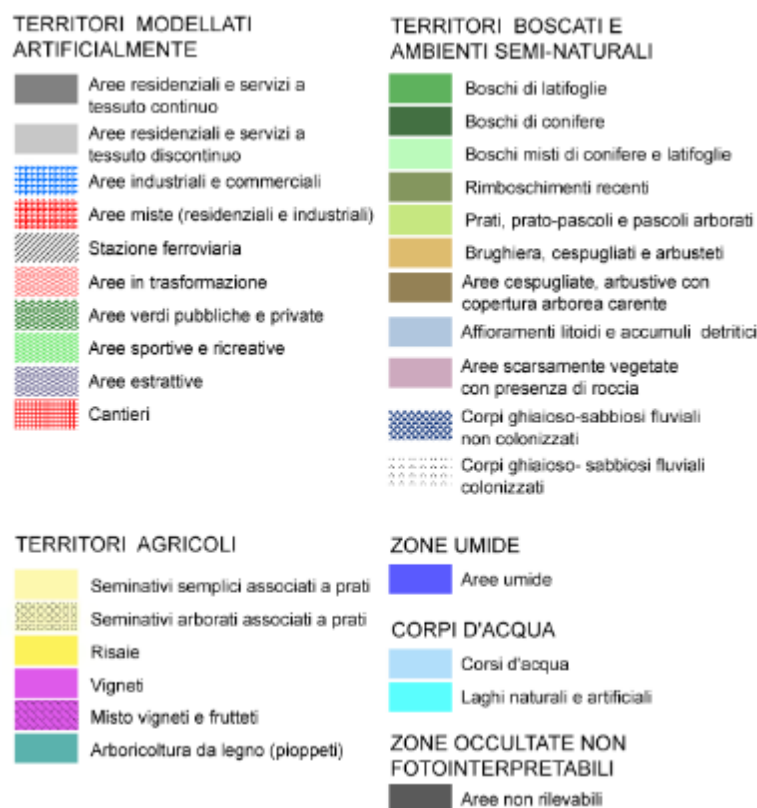 TERRITORI MODELLATI
ARTIFICIALMENTE
Aree residenziali e servizi a
tessuto continuo
Aree residenziali e servizi a
tessuto discontinuo
Aree industriali e commerciali
Aree miste (residenziali e industriali)
Stazione ferroviaria
Aree in trasformazione
Aree verdi pubbliche e private
Aree sportive e ricreative
Aree estrattive
Cantieri
TERRITORI BOSCATI E
AMBIENTI SEMI-NATURALI
Boschi di latifoglie
Boschi di conifere
Boschi misti di conifere e latifoglie
Rimboschimenti recenti
Prati, prato-pascoli e pascoli arborati
Brughiera, cespugliati e arbusteti
Aree cespugliate, arbustive con
copertura arborea carente
Affioramenti litoidi e accumuli detritici
Aree scarsamente vegetate
con presenza di roccia
Corpi ghiaioso-sabbiosi fluviali
non colonizzati
Corpi ghiaioso- sabbiosi fluviali
colonizzati
TERRITORI AGRICOLI
Seminativi semplici associati a prati
Seminativi arborati associati a prati
Risaie
Vigneti
Misto vigneti e frutteti
Arboricoltura da legno (pioppeti)
ZONE UMIDE
Aree umide
CORPI D'ACQUA
Corsi d'acqua
Laghi naturali e artificiali
ZONE OCCULTATE NON
FOTOINTERPRETABILI
Aree non rilevabili